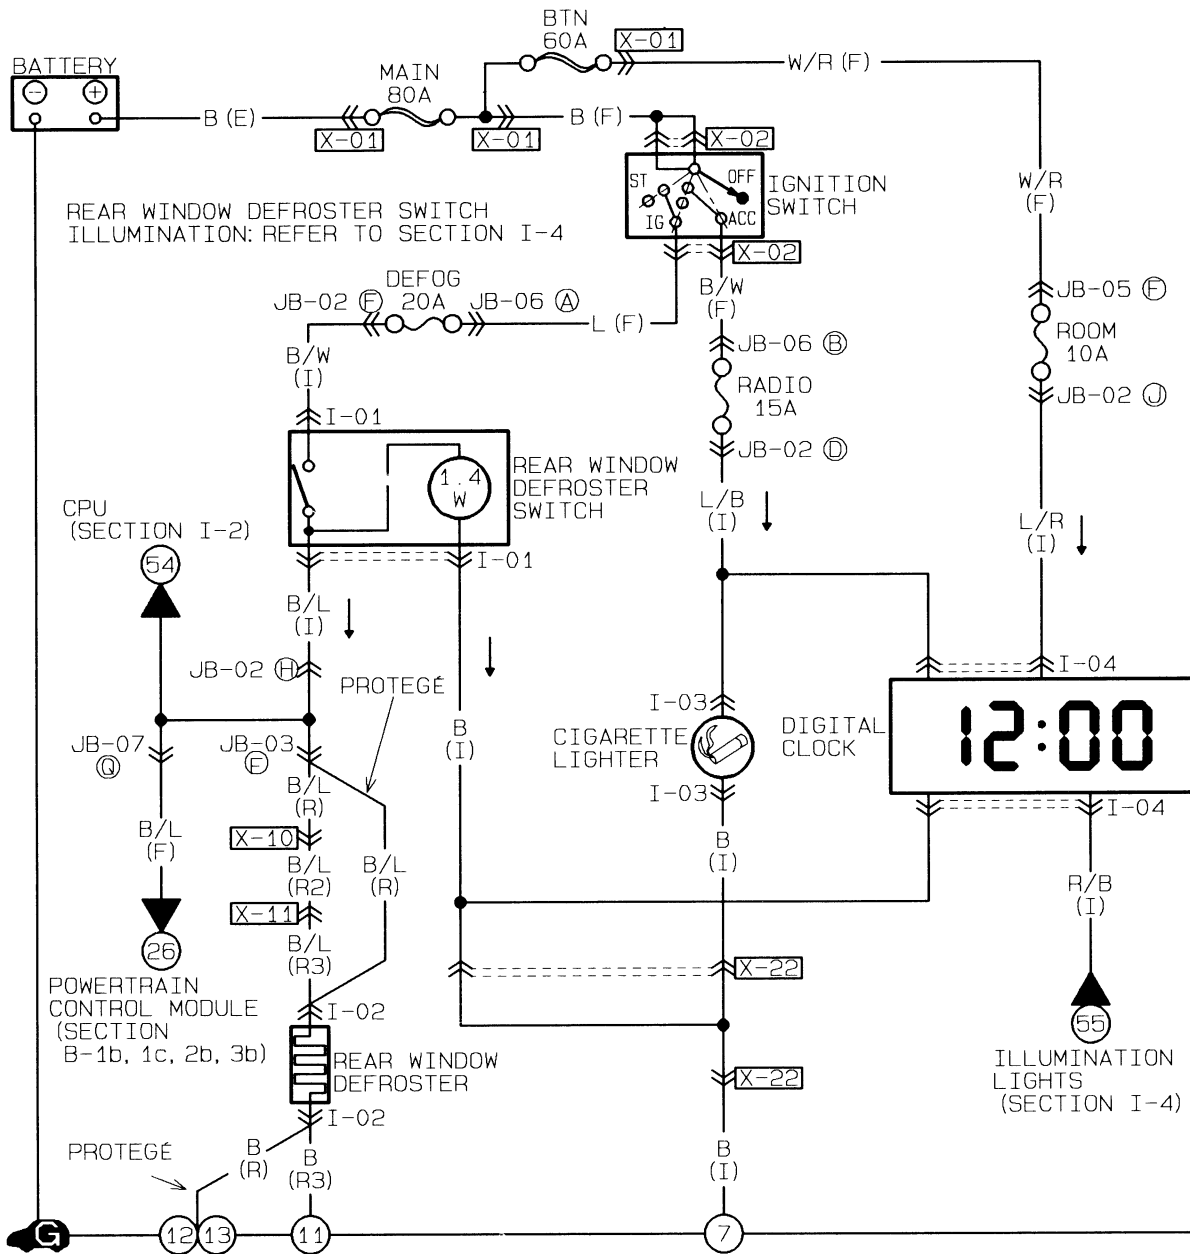 BTN
60A
X-01
W/R (F)
BATTERY
−
+
MAIN
80A
B (E)
X-01
X-01
B (F)
X-02
ST
OFF
IG
ACC
IGNITION
SWITCH
X-02
W/R
(F)
REAR WINDOW DEFROSTER SWITCH
ILLUMINATION: REFER TO SECTION I-4
DEFOG
20A
JB-02 F
JB-06 A
L (F)
B/W
(F)
JB-05 F
ROOM
10A
JB-02 J
JB-06 B
RADIO
15A
JB-02 D
B/W
(I)
I-01
1.4
W
REAR WINDOW
DEFROSTER
SWITCH
I-01
L/B
(I)
L/R
(I)
CPU
(SECTION I-2)
54
B/L
(I)
JB-02 H
PROTEGÉ
JB-07
Q
JB-03
E
B
(I)
I-03
CIGARETTE
LIGHTER
I-03
I-04
DIGITAL
CLOCK
12:00
I-04
B/L
(R)
X-10
B/L
(F)
B/L
(R2)
B/L
(R)
X-11
B/L
(R3)
B
(I)
R/B
(I)
26
POWERTRAIN
CONTROL MODULE
(SECTION
B-1b, 1c, 2b, 3b)
I-02
X-22
REAR WINDOW
DEFROSTER
X-22
55
ILLUMINATION
LIGHTS
(SECTION I-4)
I-02
PROTEGÉ
B
(R)
B
(R3)
B
(I)
G
12
13
11
7